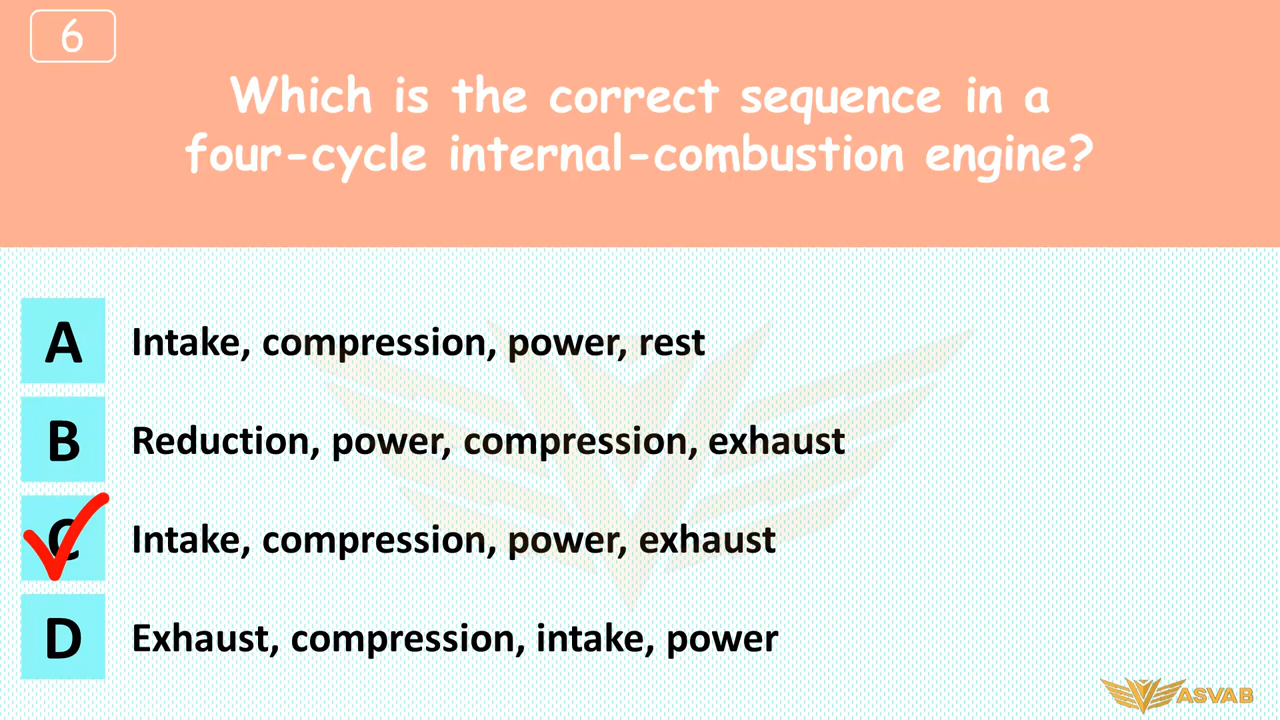 6
Which is the correct sequence in a
four-cycle internal-combustion engine?
A Intake, compression, power, rest
B Reduction, power, compression, exhaust
C Intake, compression, power, exhaust
D Exhaust, compression, intake, power
ASVAB